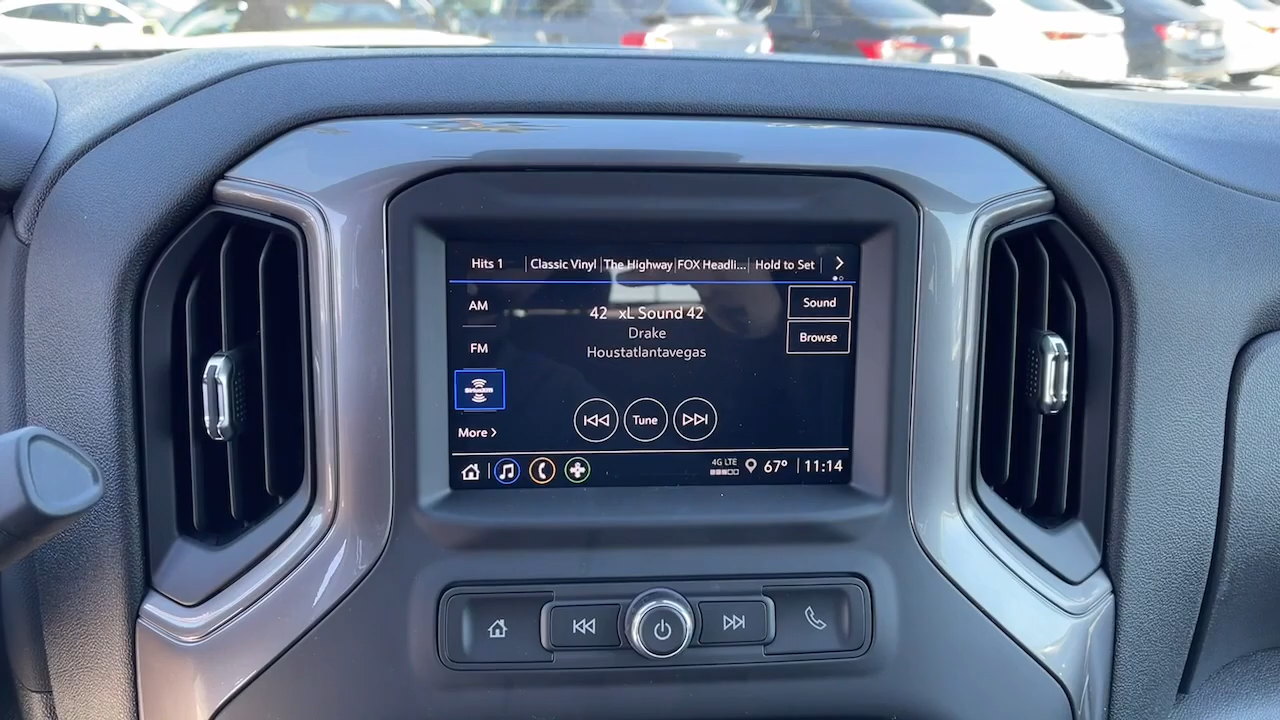 Hits 1 Classic Vinyl The Highway FOX Headli... Hold to Set
AM
42 xL Sound 42
Sound
Drake
FM
Houstatlantavegas
Browse
SiriusXM
Tune
More
4G LTE
67° 11:14